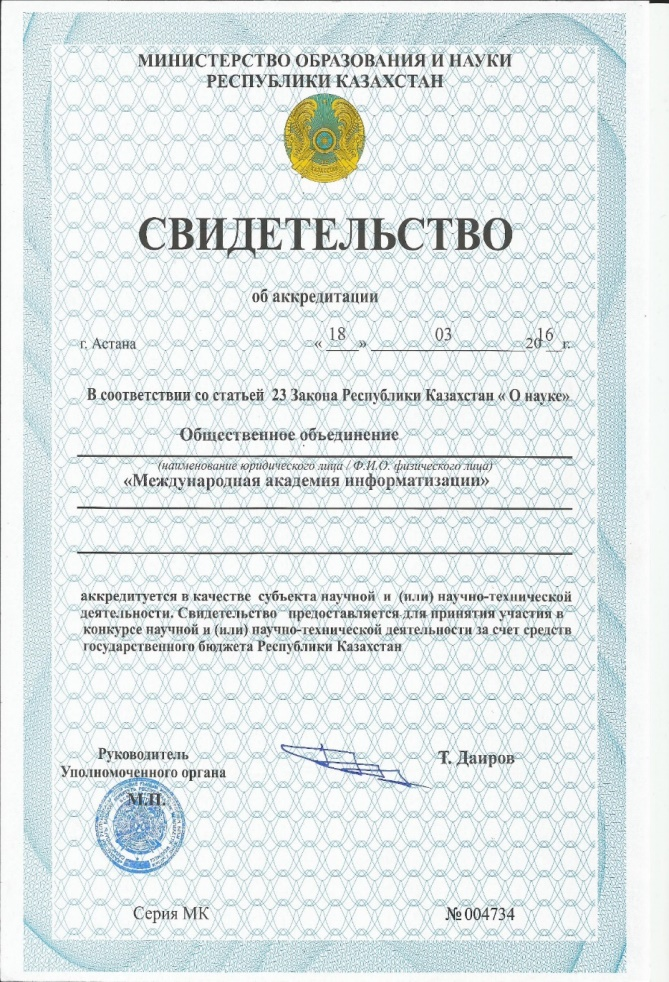 МИНИСТЕРСТВО ОБРАЗОВАНИЯ И НАУКИ
РЕСПУБЛИКИ КАЗАХСТАН
СВИДЕТЕЛЬСТВО
об аккредитации
г. Астана « 18 » 03 2016 г.
В соответствии со статьей 23 Закона Республики Казахстан « О науке»
Общественное объединение
(наименование юридического лица / Ф.И.О. физического лица)
«Международная академия информатизации»
аккредитуется в качестве субъекта научной и (или) научно-технической
деятельности. Свидетельство предоставляется для принятия участия в
конкурсе научной и (или) научно-технической деятельности за счет средств
государственного бюджета Республики Казахстан
Руководитель
Уполномоченного органа
Т. Даиров
М.П.
Серия МК № 004734